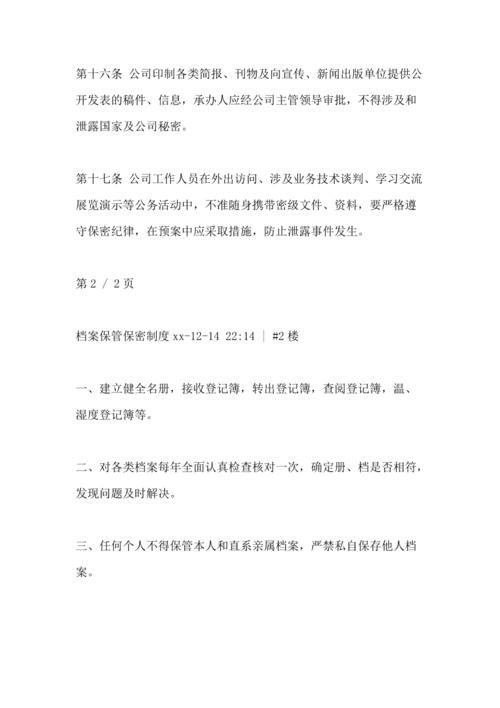 第十六条 公司印制各类简报、刊物及向宣传、新闻出版单位提供公
开发表的稿件、信息，承办人应经公司主管领导审批，不得涉及和
泄露国家及公司秘密。
第十七条 公司工作人员在外出访问、涉及业务技术谈判、学习交流
展览演示等公务活动中，不准随身携带密级文件、资料，要严格遵
守保密纪律，在预案中应采取措施，防止泄露事件发生。
第 2 / 2 页
档案保管保密制度 xx-12-14 22:14 | #2 楼
一、建立健全名册，接收登记簿，转出登记簿，查阅登记簿，温、
湿度登记簿等。
二、对各类档案每年全面认真检查核对一次，确定册、档是否相符，
发现问题及时解决。
三、任何个人不得保管本人和直系亲属档案，严禁私自保存他人档
案。